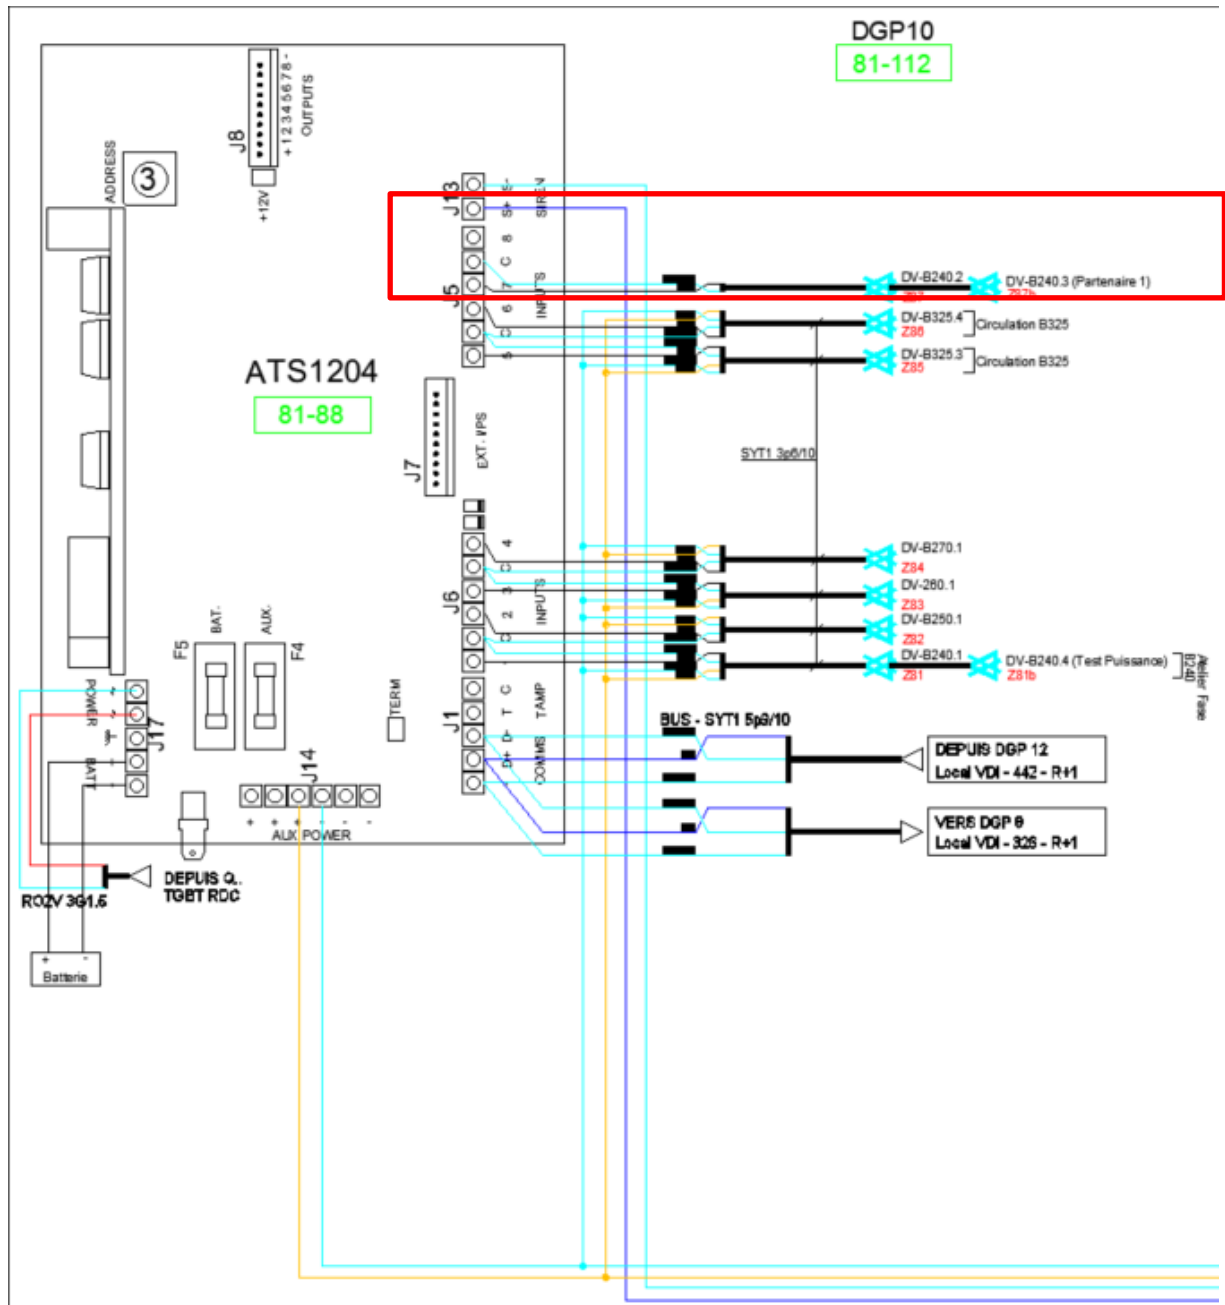 DGP10
81-112
J8
+ 1 2 3 4 5 6 7 8 -
OUTPUTS
+12V
ADDRESS
3
J13
S-
S+
SIREN
8
C
7
J5
INPUTS
6
C
5
DV-B240.2
Z87
DV-B240.3 (Partenaire 1)
Z87b
DV-B325.4
Z86
Circulation B325
DV-B325.3
Z85
Circulation B325
ATS1204
81-88
J7
EXT. I/PS
SYT1 3p6/10
4
C
3
J6
INPUTS
2
C
DV-B270.1
Z84
DV-260.1
Z83
DV-B250.1
Z82
DV-B240.1
Z81
DV-B240.4 (Test Puissance)
Z81b
Atelier Fase
B240
F5
BAT.
AUX.
F4
TERM
J1
C
T
TAMP
D-
D+
-
COMMS
POWER
J17
BATT
+
-
J14
+ + + - - -
AUX POWER
BUS - SYT1 5p9/10
DEPUIS DGP 12
Local VDI - 442 - R+1
VERS DGP 9
Local VDI - 326 - R+1
DEPUIS Q..
TGBT RDC
RO2V 3G1.5
+ -
Batterie